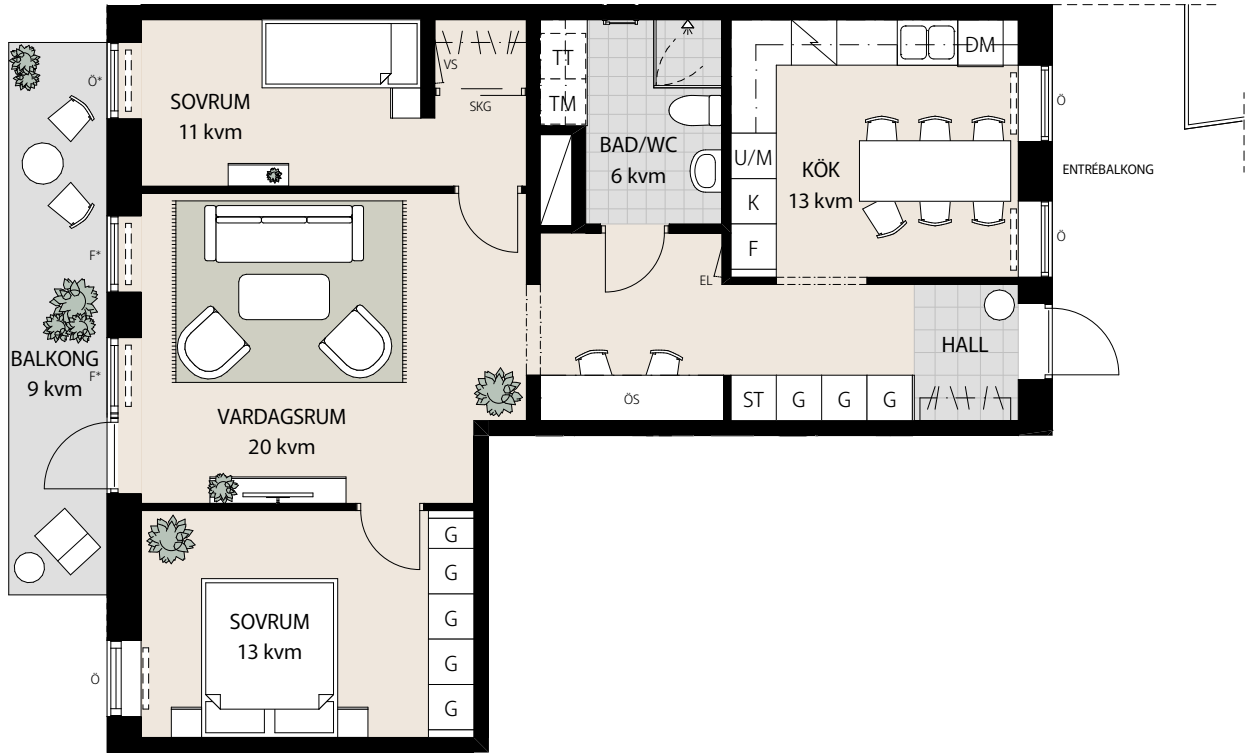 DM
TT
VS
Ö*
SOVRUM
11 kvm
SKG
TM
Ö
BAD/WC
6 kvm
U/M
KÖK
13 kvm
ENTRÉBALKONG
K
F
Ö
F*
EL
BALKONG
9 kvm
F*
HALL
VARDAGSRUM
20 kvm
ÖS
ST
G
G
G
G
G
SOVRUM
13 kvm
G
G
G
Ö